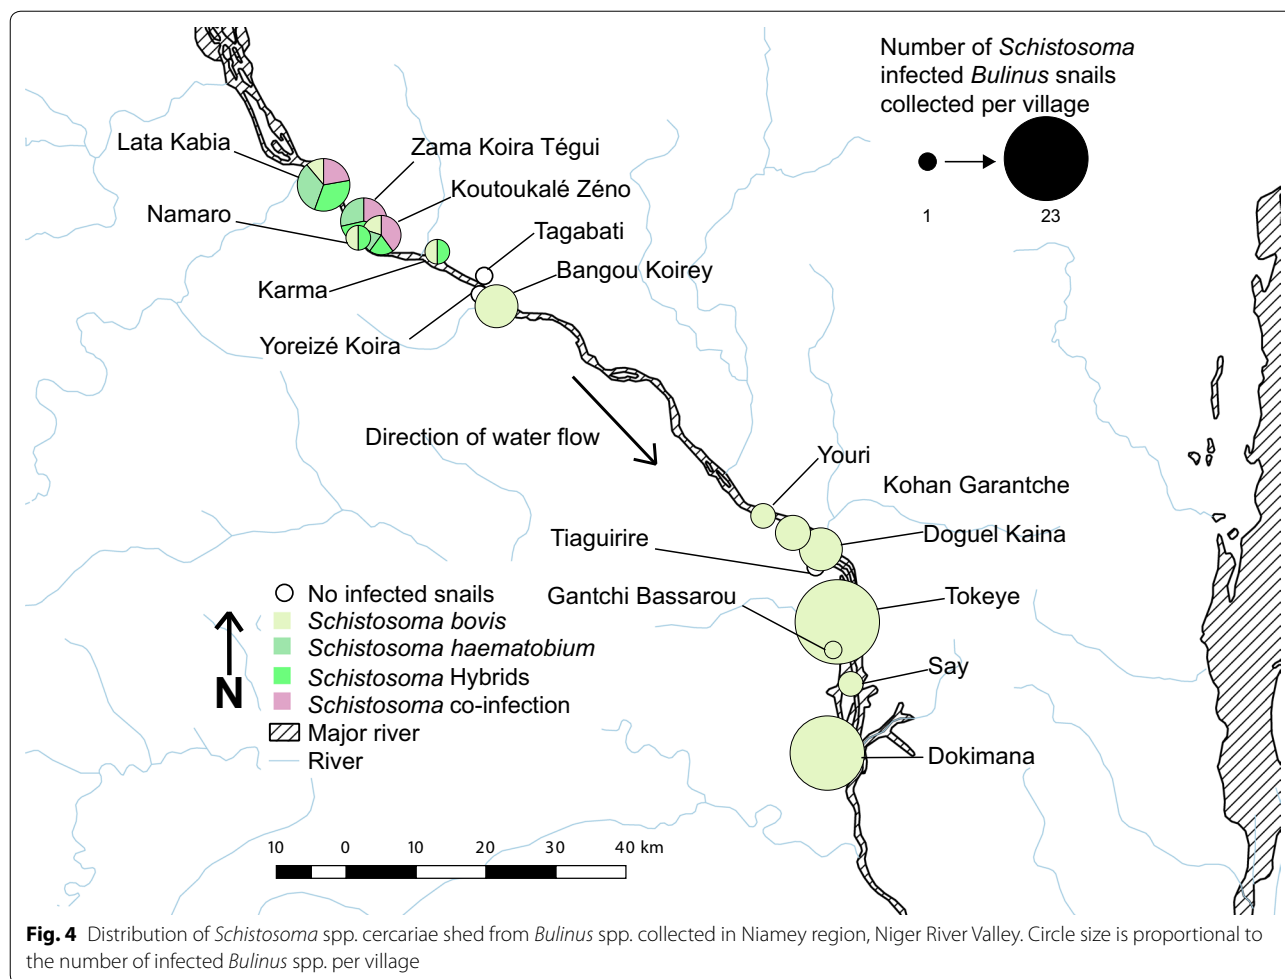 Number of Schistosoma
infected Bulinus snails
collected per village
1
23
Lata Kabia
Zama Koira Tégui
Koutoukalé Zéno
Namaro
Tagabati
Bangou Koirey
Karma
Yoreizé Koira
Direction of water flow
Youri
Kohan Garantche
Tiaguirire
Doguel Kaina
Gantchi Bassarou
Tokeye
Say
Dokimana
No infected snails
Schistosoma bovis
Schistosoma haematobium
Schistosoma Hybrids
Schistosoma co-infection
Major river
River
N
10 0 10 20 30 40 km
Fig. 4 Distribution of Schistosoma spp. cercariae shed from Bulinus spp. collected in Niamey region, Niger River Valley. Circle size is proportional to
the number of infected Bulinus spp. per village